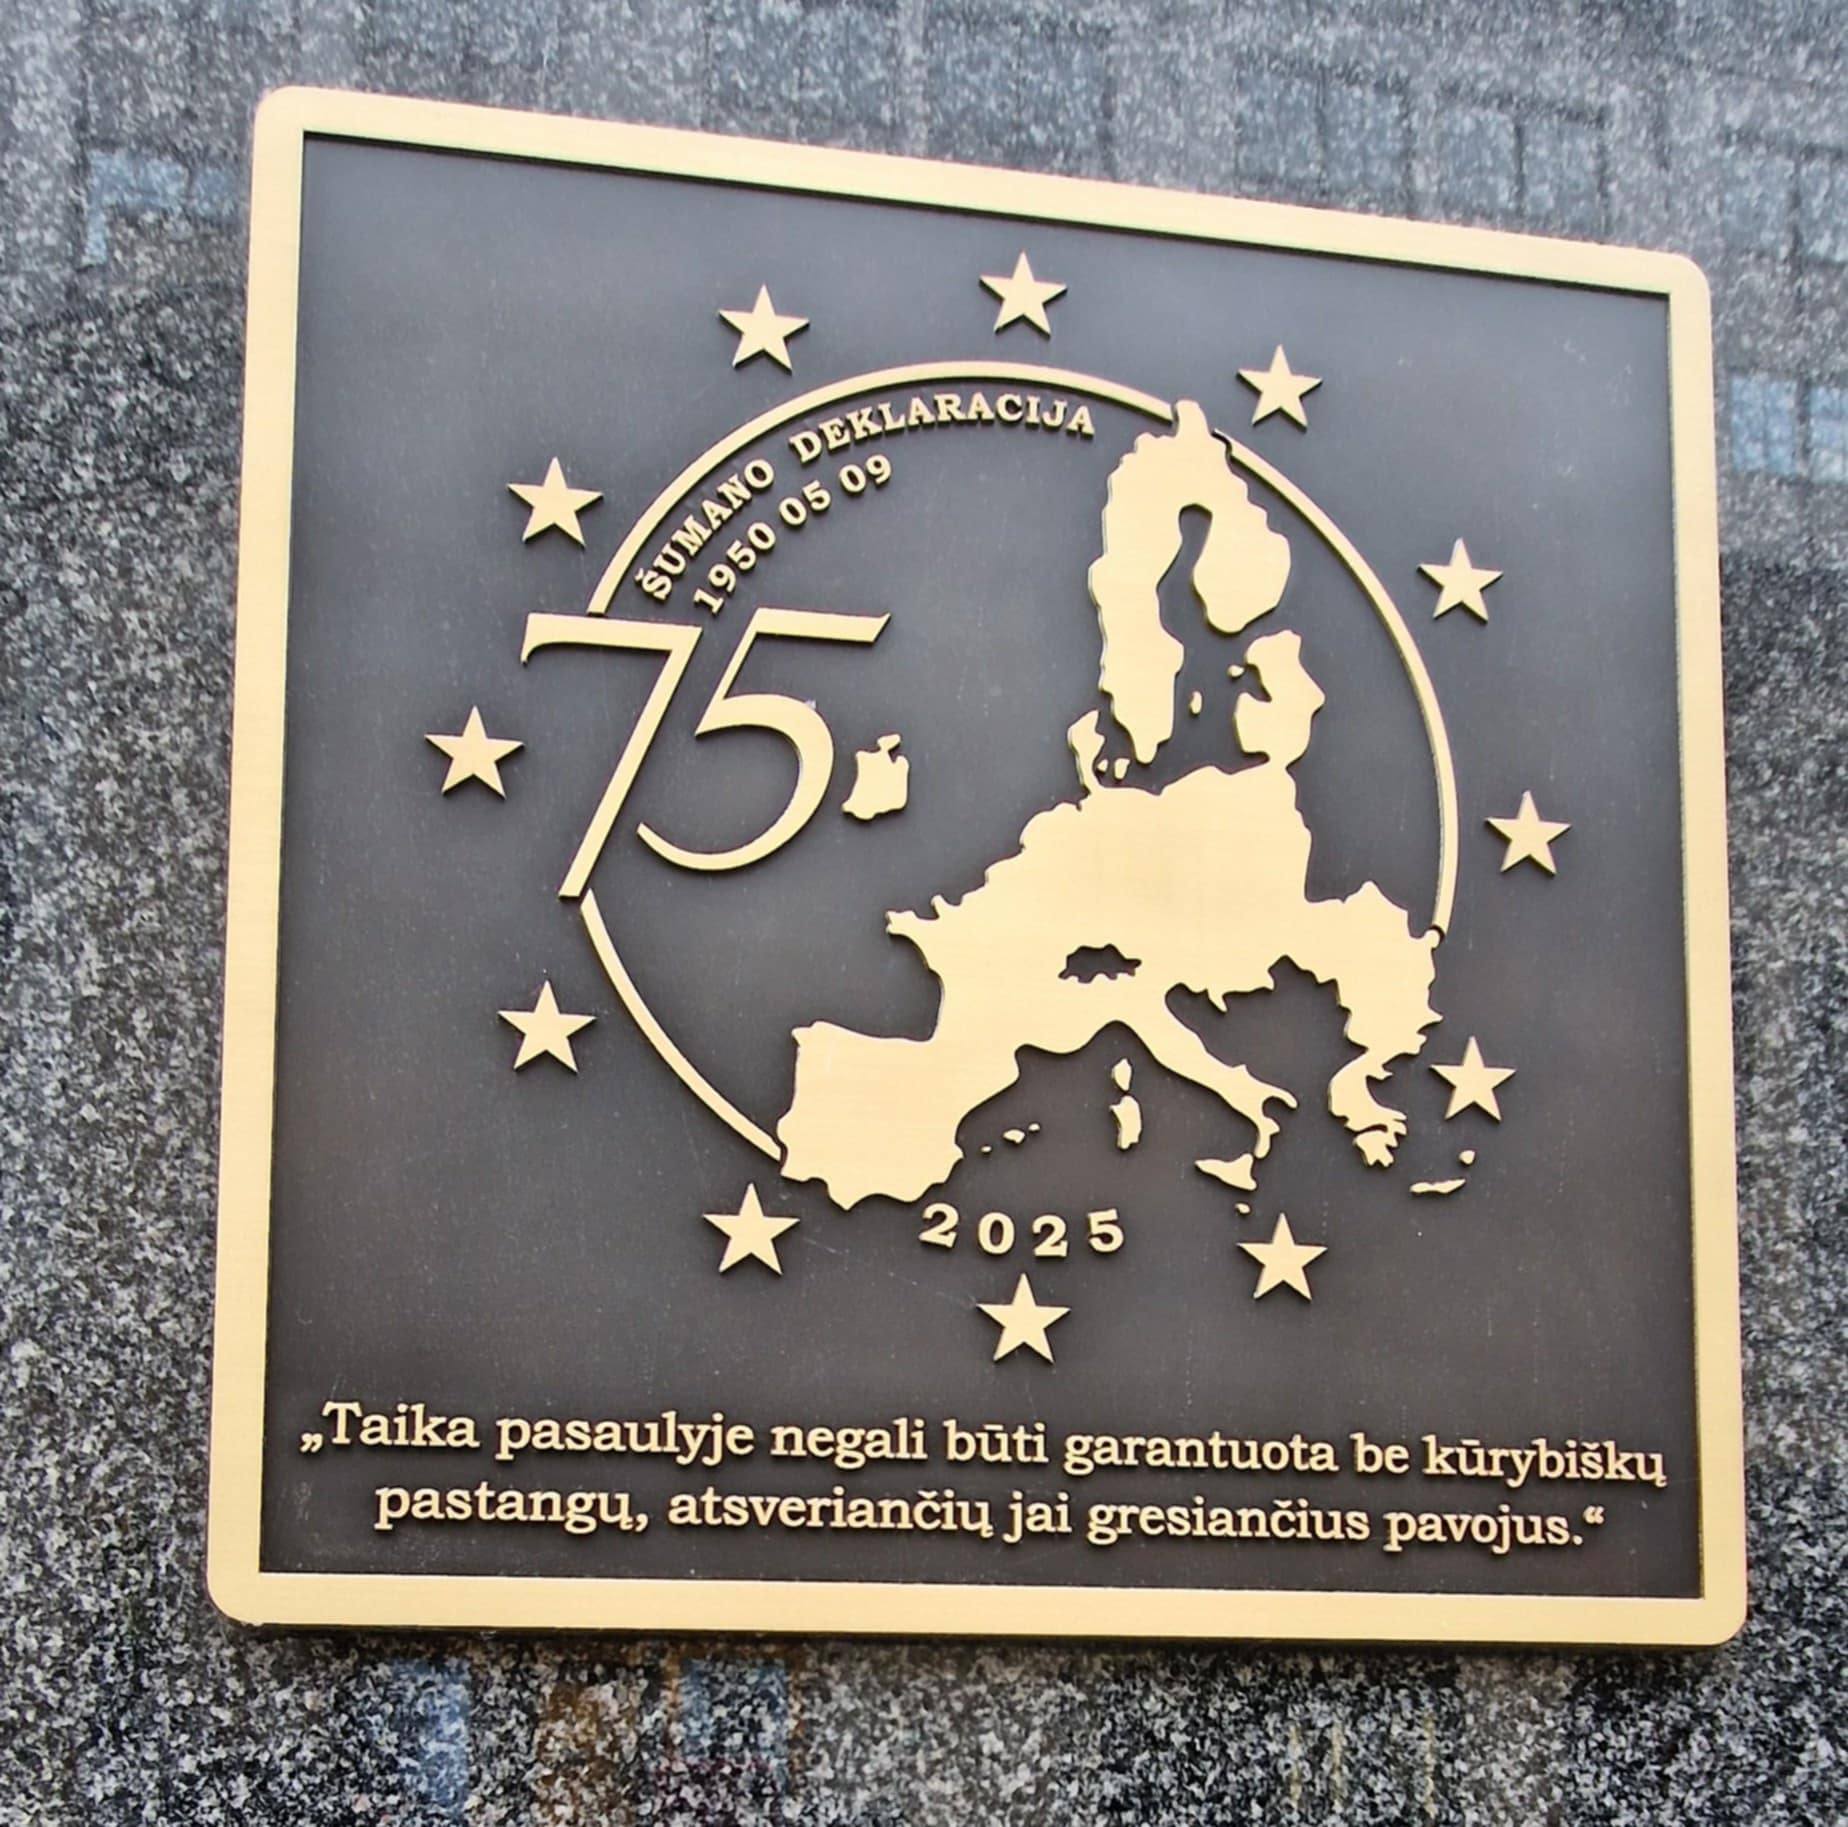 ŠUMANO DEKLARACIJA
1950 05 09
75
2025
„Taika pasaulyje negali būti garantuota be kūrybiškų
pastangų, atsveriančių jai gresiančius pavojus.“